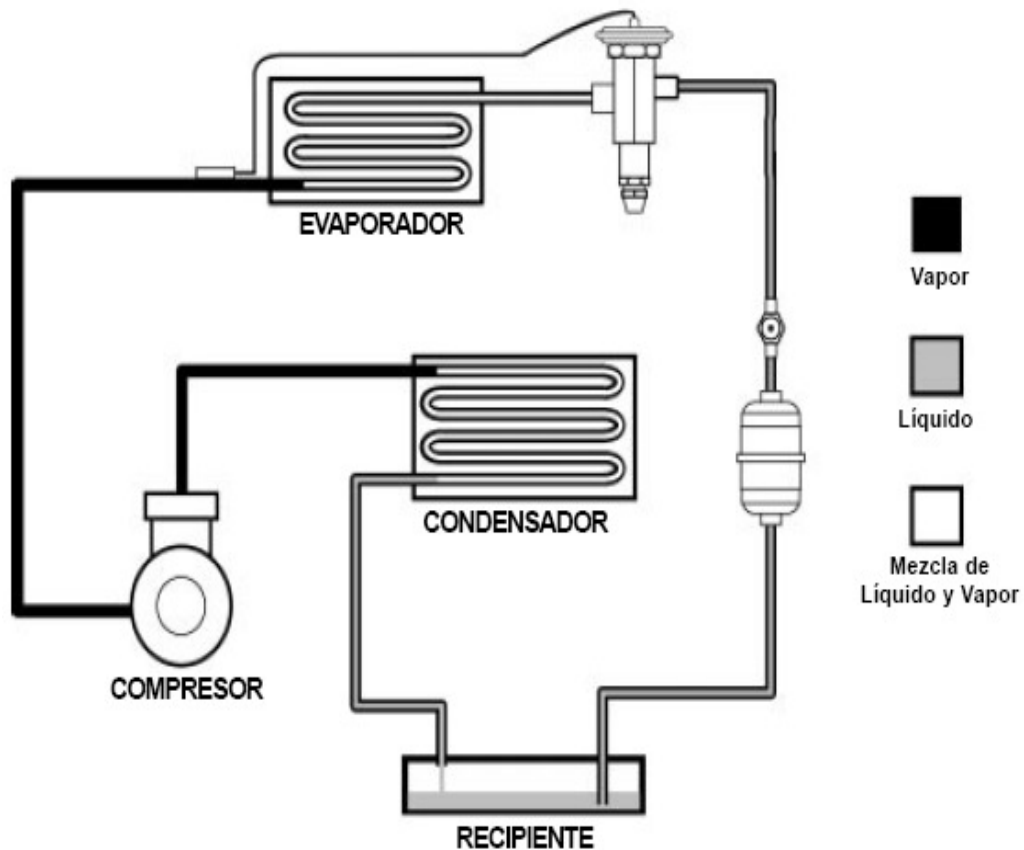 EVAPORADOR
Vapor
Líquido
CONDENSADOR
Mezcla de
Líquido y Vapor
COMPRESOR
RECIPIENTE